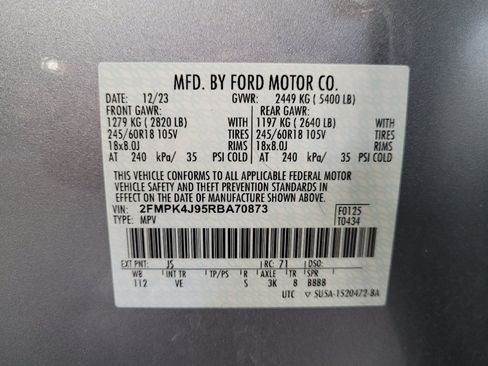 MFD. BY FORD MOTOR CO.
DATE: 12/23 GVWR: 2449 KG ( 5400 LB)
FRONT GAWR: REAR GAWR:
1279 KG ( 2820 LB) WITH 1197 KG ( 2640 LB) WITH
245/60R18 105V TIRES 245/60R18 105V TIRES
18x8.0J RIMS 18x8.0J RIMS
AT 240 kPa/ 35 PSI COLD AT 240 kPa/ 35 PSI COLD
THIS VEHICLE CONFORMS TO ALL APPLICABLE FEDERAL MOTOR
VEHICLE SAFETY AND THEFT PREVENTION STANDARDS IN
EFFECT ON THE DATE OF MANUFACTURE SHOWN ABOVE.
VIN: 2FMPK4J95RBA70873 F0125
TYPE: MPV T0434
EXT PNT: JS RC: 71 DSO:
WB INT TR TP/PS R AXLE TR SPR
112 VE S 3K 8 BBBB
UTC ▽ SU5A-1520472-BA